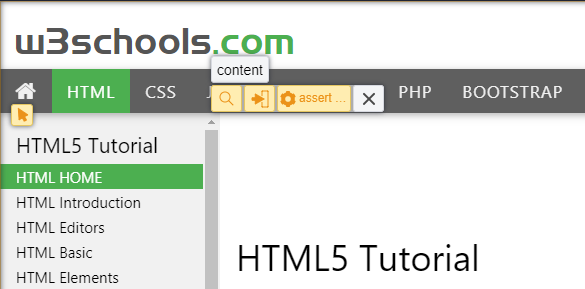 w3schools.com
content
HTML CSS J assert ... PHP BOOTSTRAP
HTML5 Tutorial
HTML HOME
HTML Introduction
HTML Editors
HTML Basic
HTML Elements
HTML5 Tutorial